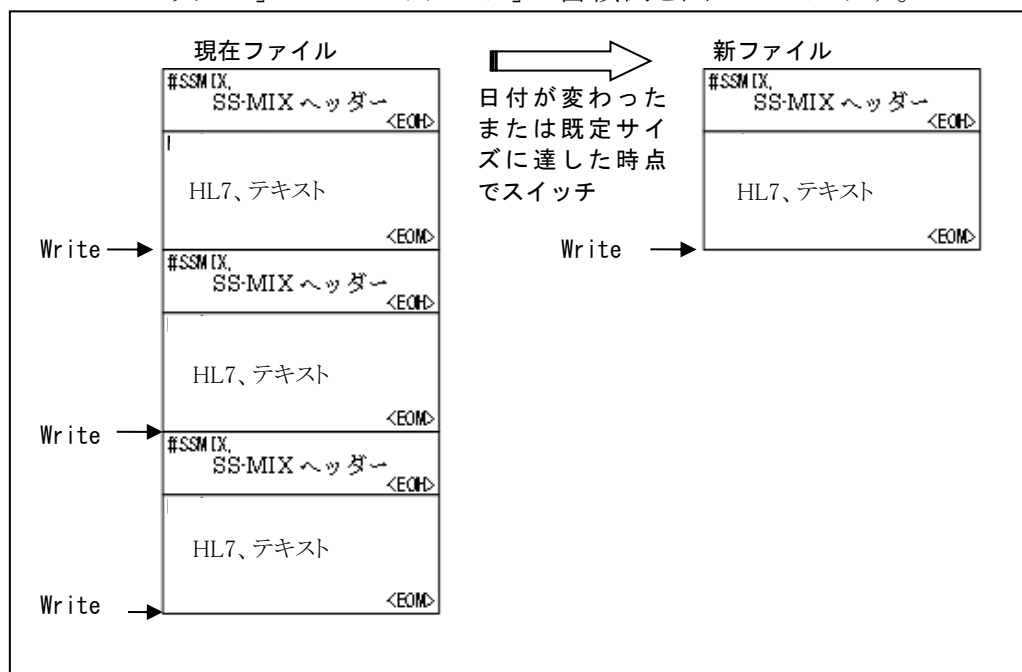 現在ファイル
#SSMIX,
SS-MIX ヘッダー
<EOH>
HL7、テキスト
<EOM>
Write
#SSMIX,
SS-MIX ヘッダー
<EOH>
HL7、テキスト
<EOM>
Write
#SSMIX,
SS-MIX ヘッダー
<EOH>
HL7、テキスト
<EOM>
Write
日付が変わった
または既定サイ
ズに達した時点
でスイッチ
新ファイル
#SSMIX,
SS-MIX ヘッダー
<EOH>
HL7、テキスト
<EOM>
Write